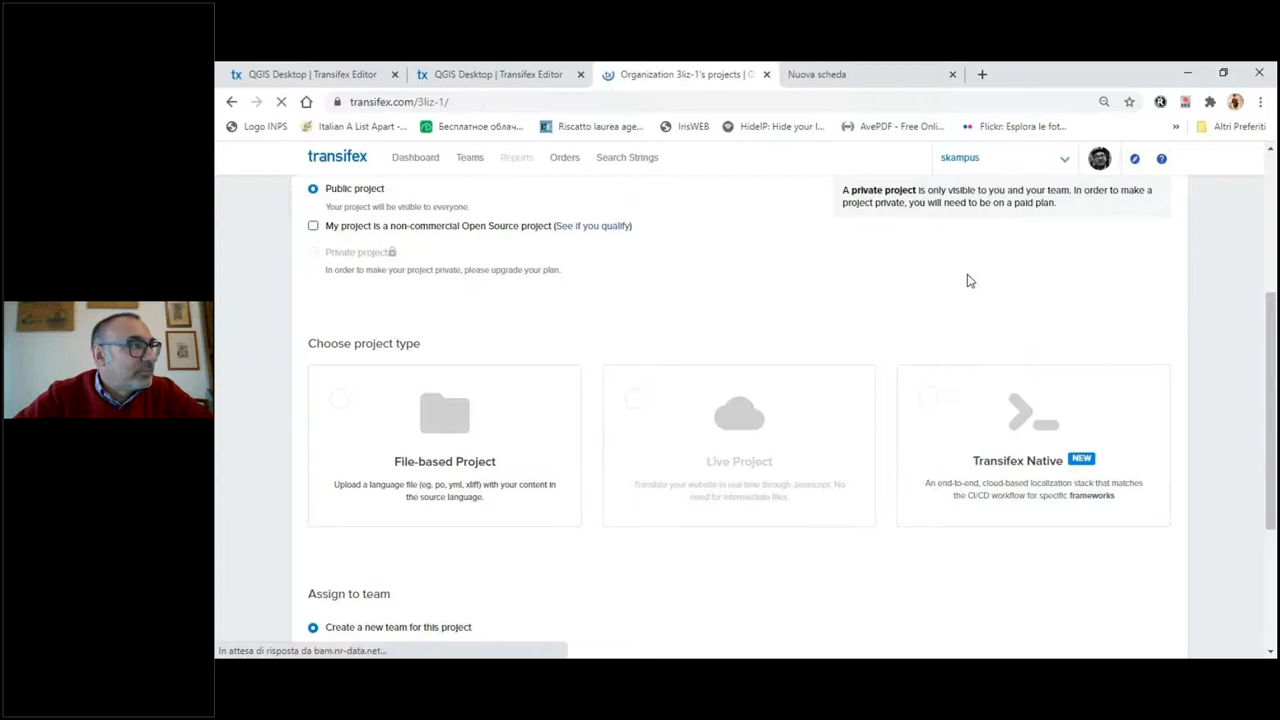 QGIS Desktop | Transifex Editor
QGIS Desktop | Transifex Editor
Organization 3liz-1's projects | O
Nuova scheda
transifex.com/3liz-1/
Logo INPS
Italian A List Apart -...
Бесплатное облач...
Riscatto laurea age...
IrisWEB
HideIP: Hide your I...
AvePDF - Free Onli...
Flickr: Esplora le fot...
»
Altri Preferiti
transifex
Dashboard
Teams
Reports
Orders
Search Strings
skampus
Public project
Your project will be visible to everyone.
My project is a non-commercial Open Source project (See if you qualify)
Private project
In order to make your project private, please upgrade your plan.
A private project is only visible to you and your team. In order to make
a project private, you will need to be on a paid plan.
Choose project type
File-based Project
Upload a language file (eg. po, yml, xliff) with your content in
the source language.
Live Project
Translate your website in real time through Javascript. No
need for intermediate files.
Transifex Native NEW
An end-to-end, cloud-based localization stack that matches
the CI/CD workflow for specific frameworks
Assign to team
Create a new team for this project
In attesa di risposta da bam.nr-data.net...